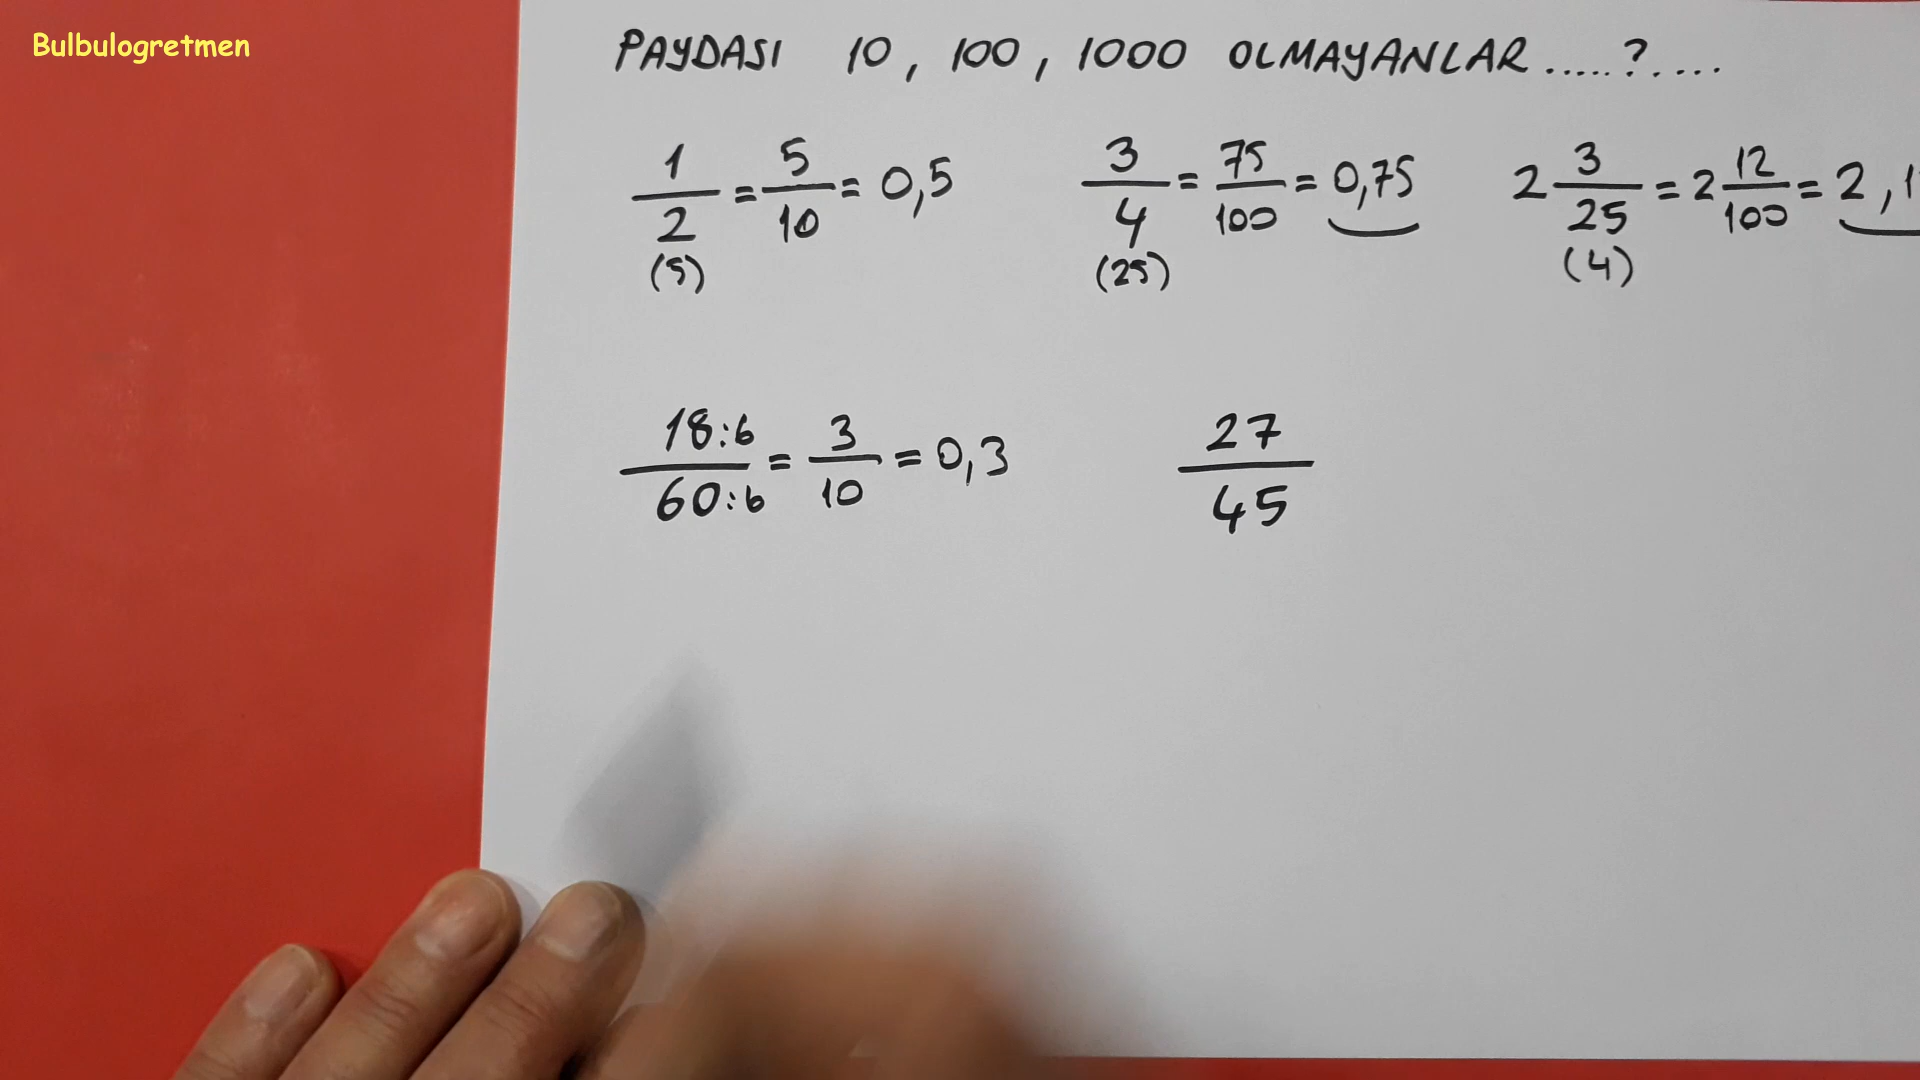 Bulbulogretmen
PAYDASI 10, 100, 1000 OLMAYANLAR.....?....
1/2 = 5/10 = 0,5   3/4 = 75/100 = 0,75   2 3/25 = 2 12/100 = 2,1
(5)   (25)   (4)
18:6/60:6 = 3/10 = 0,3   27/45